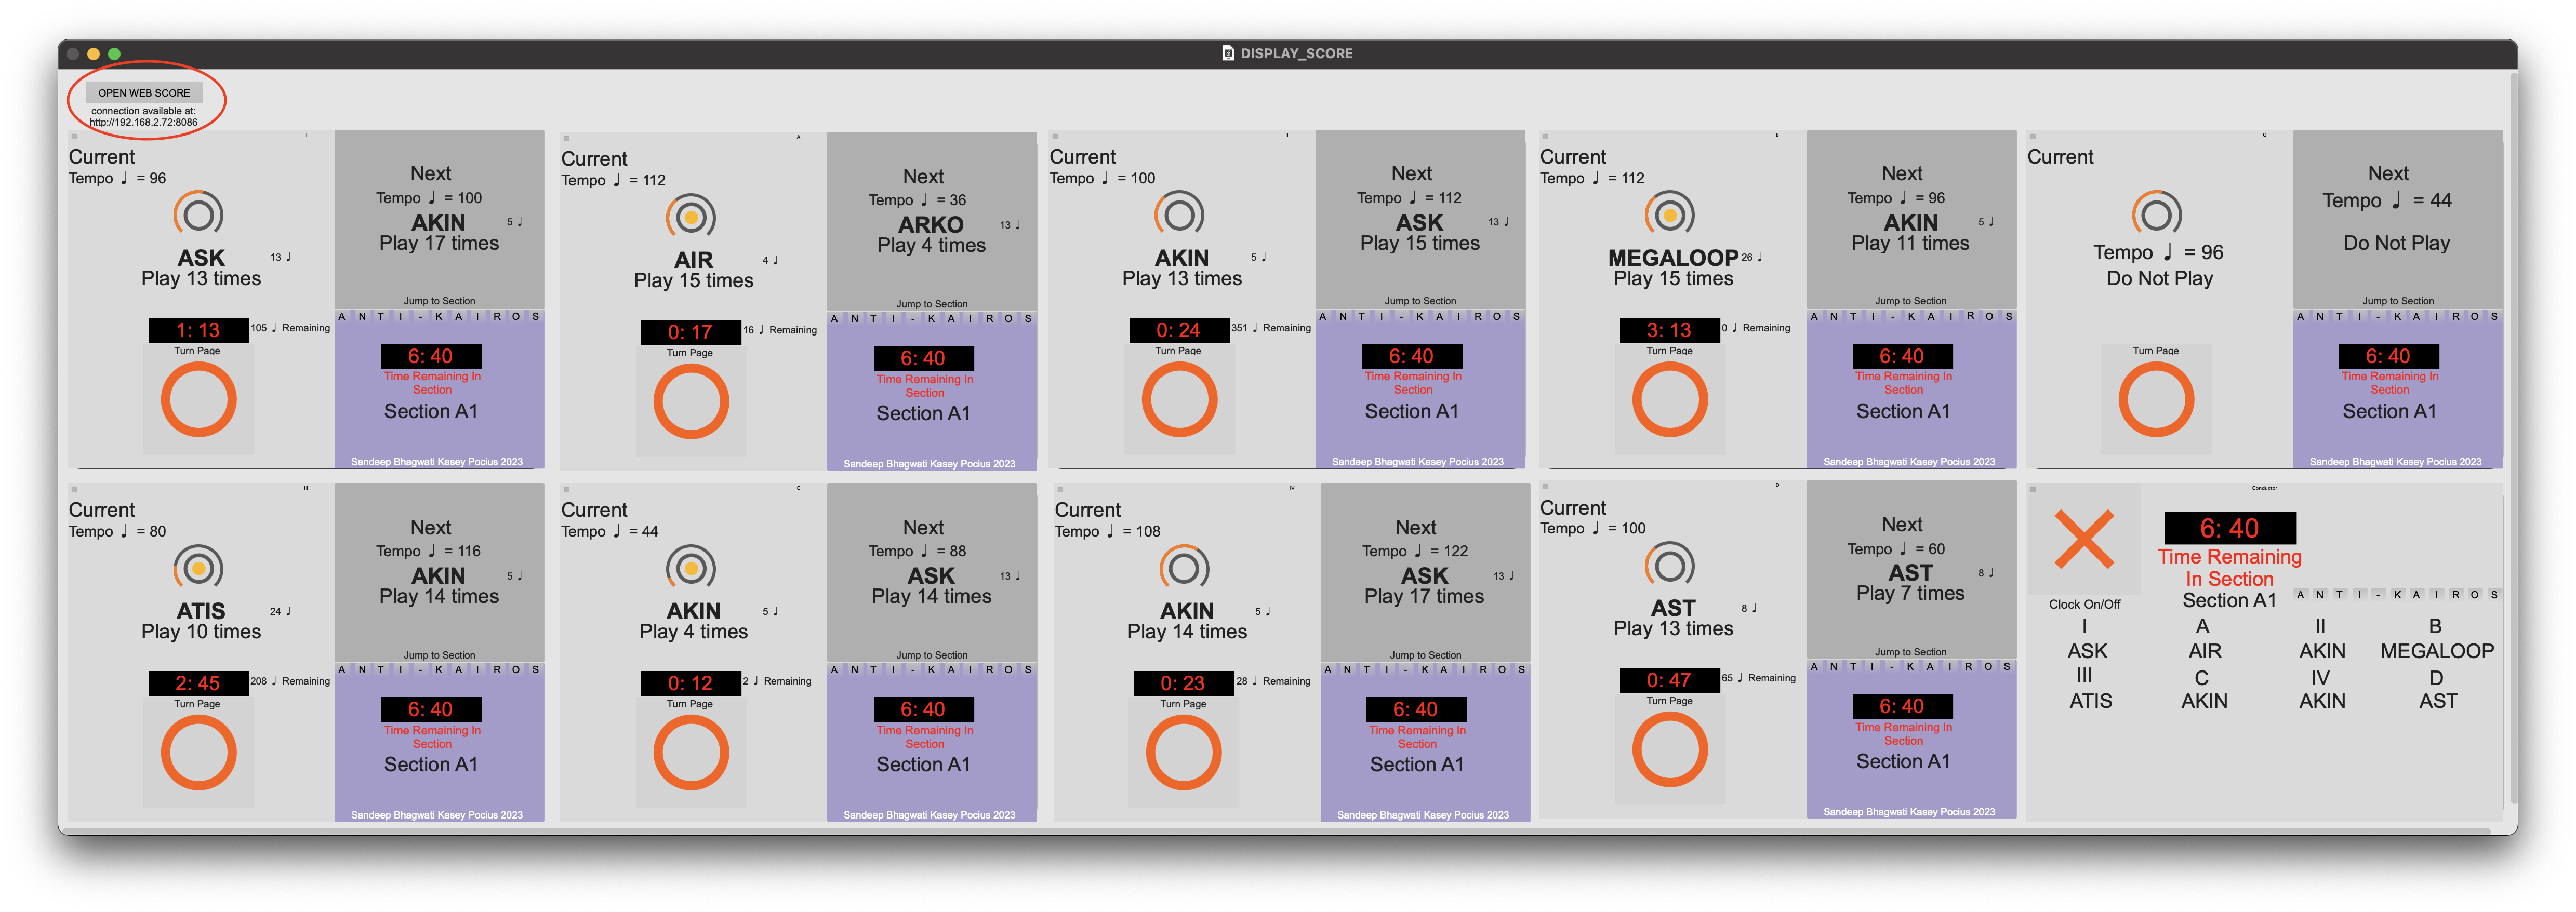 DISPLAY_SCORE
OPEN WEB SCORE
connection available at:
http://192.168.2.72:8086
I
Current
Tempo ♩ = 96
ASK
13 ♩
Play 13 times
1: 13
105 ♩ Remaining
Turn Page
Next
Tempo ♩ = 100
AKIN
5 ♩
Play 17 times
Jump to Section
A N T I - K A I R O S
6: 40
Time Remaining In
Section
Section A1
Sandeep Bhagwati Kasey Pocius 2023
A
Current
Tempo ♩ = 112
AIR
4 ♩
Play 15 times
0: 17
16 ♩ Remaining
Turn Page
Next
Tempo ♩ = 36
ARKO
13 ♩
Play 4 times
Jump to Section
A N T I - K A I R O S
6: 40
Time Remaining In
Section
Section A1
Sandeep Bhagwati Kasey Pocius 2023
II
Current
Tempo ♩ = 100
AKIN
5 ♩
Play 13 times
0: 24
351 ♩ Remaining
Turn Page
Next
Tempo ♩ = 112
ASK
13 ♩
Play 15 times
Jump to Section
A N T I - K A I R O S
6: 40
Time Remaining In
Section
Section A1
Sandeep Bhagwati Kasey Pocius 2023
B
Current
Tempo ♩ = 112
MEGALOOP
26 ♩
Play 15 times
3: 13
0 ♩ Remaining
Turn Page
Next
Tempo ♩ = 96
AKIN
5 ♩
Play 11 times
Jump to Section
A N T I - K A I R O S
6: 40
Time Remaining In
Section
Section A1
Sandeep Bhagwati Kasey Pocius 2023
Q
Current
Tempo ♩ = 96
Do Not Play
Turn Page
Next
Tempo ♩ = 44
Do Not Play
Jump to Section
A N T I - K A I R O S
6: 40
Time Remaining In
Section
Section A1
Sandeep Bhagwati Kasey Pocius 2023
III
Current
Tempo ♩ = 80
ATIS
24 ♩
Play 10 times
2: 45
208 ♩ Remaining
Turn Page
Next
Tempo ♩ = 116
AKIN
5 ♩
Play 14 times
Jump to Section
A N T I - K A I R O S
6: 40
Time Remaining In
Section
Section A1
Sandeep Bhagwati Kasey Pocius 2023
C
Current
Tempo ♩ = 44
AKIN
5 ♩
Play 4 times
0: 12
2 ♩ Remaining
Turn Page
Next
Tempo ♩ = 88
ASK
13 ♩
Play 14 times
Jump to Section
A N T I - K A I R O S
6: 40
Time Remaining In
Section
Section A1
Sandeep Bhagwati Kasey Pocius 2023
IV
Current
Tempo ♩ = 108
AKIN
5 ♩
Play 14 times
0: 23
28 ♩ Remaining
Turn Page
Next
Tempo ♩ = 122
ASK
13 ♩
Play 17 times
Jump to Section
A N T I - K A I R O S
6: 40
Time Remaining In
Section
Section A1
Sandeep Bhagwati Kasey Pocius 2023
D
Current
Tempo ♩ = 100
AST
8 ♩
Play 13 times
0: 47
65 ♩ Remaining
Turn Page
Next
Tempo ♩ = 60
AST
8 ♩
Play 7 times
Jump to Section
A N T I - K A I R O S
6: 40
Time Remaining In
Section
Section A1
Sandeep Bhagwati Kasey Pocius 2023
Conductor
6: 40
Time Remaining
In Section
Section A1
Clock On/Off
A N T I - K A I R O S
I A II B
ASK AIR AKIN MEGALOOP
III C IV D
ATIS AKIN AKIN AST